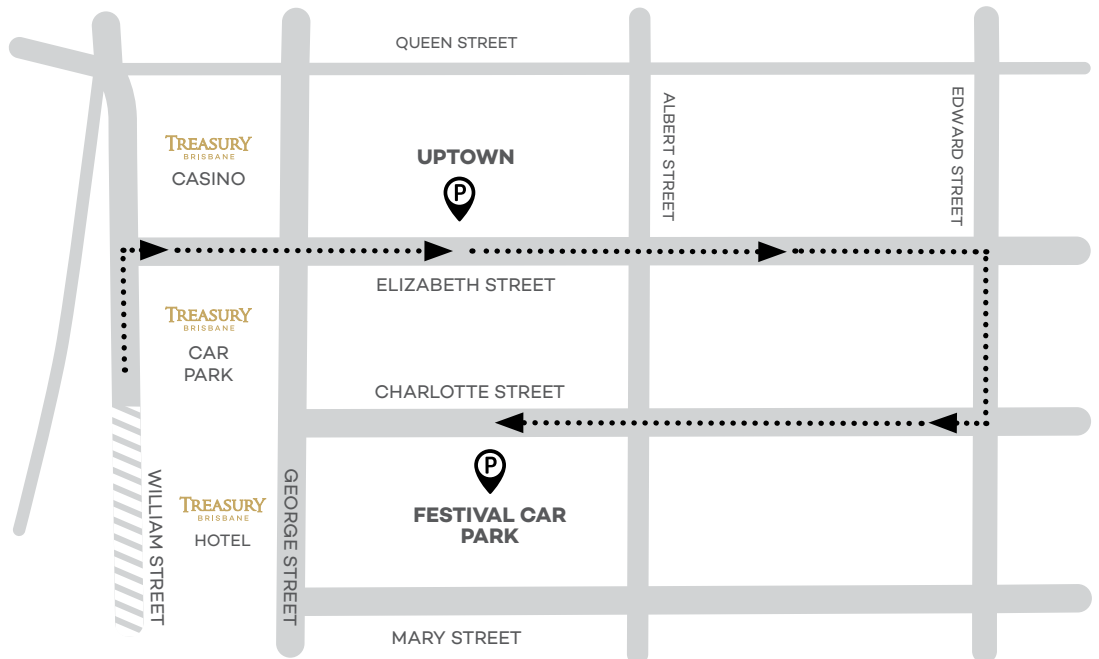 QUEEN STREET
ALBERT STREET
EDWARD STREET
TREASURY
BRISBANE
CASINO
UPTOWN
P
ELIZABETH STREET
TREASURY
BRISBANE
CAR
PARK
CHARLOTTE STREET
P
FESTIVAL CAR
PARK
WILLIAM STREET
TREASURY
BRISBANE
HOTEL
GEORGE STREET
MARY STREET